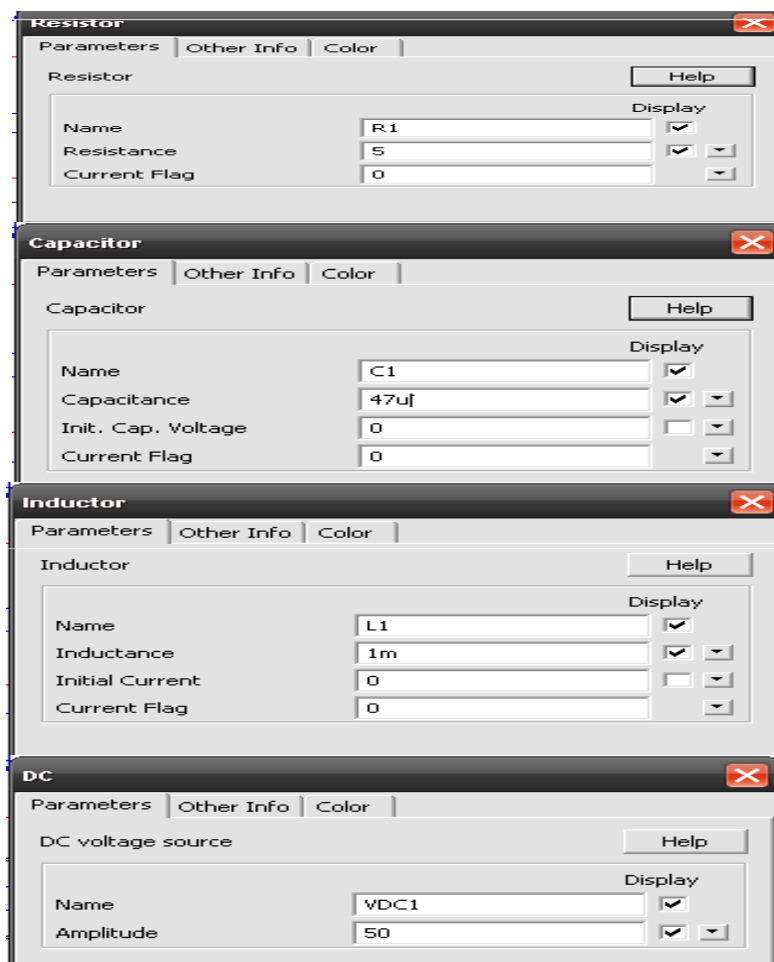 Resistor
Parameters Other Info Color
Resistor Help
Display
Name R1
Resistance 5
Current Flag 0
Capacitor
Parameters Other Info Color
Capacitor Help
Display
Name C1
Capacitance 47u
Init. Cap. Voltage 0
Current Flag 0
Inductor
Parameters Other Info Color
Inductor Help
Display
Name L1
Inductance 1m
Initial Current 0
Current Flag 0
DC
Parameters Other Info Color
DC voltage source Help
Display
Name VDC1
Amplitude 50